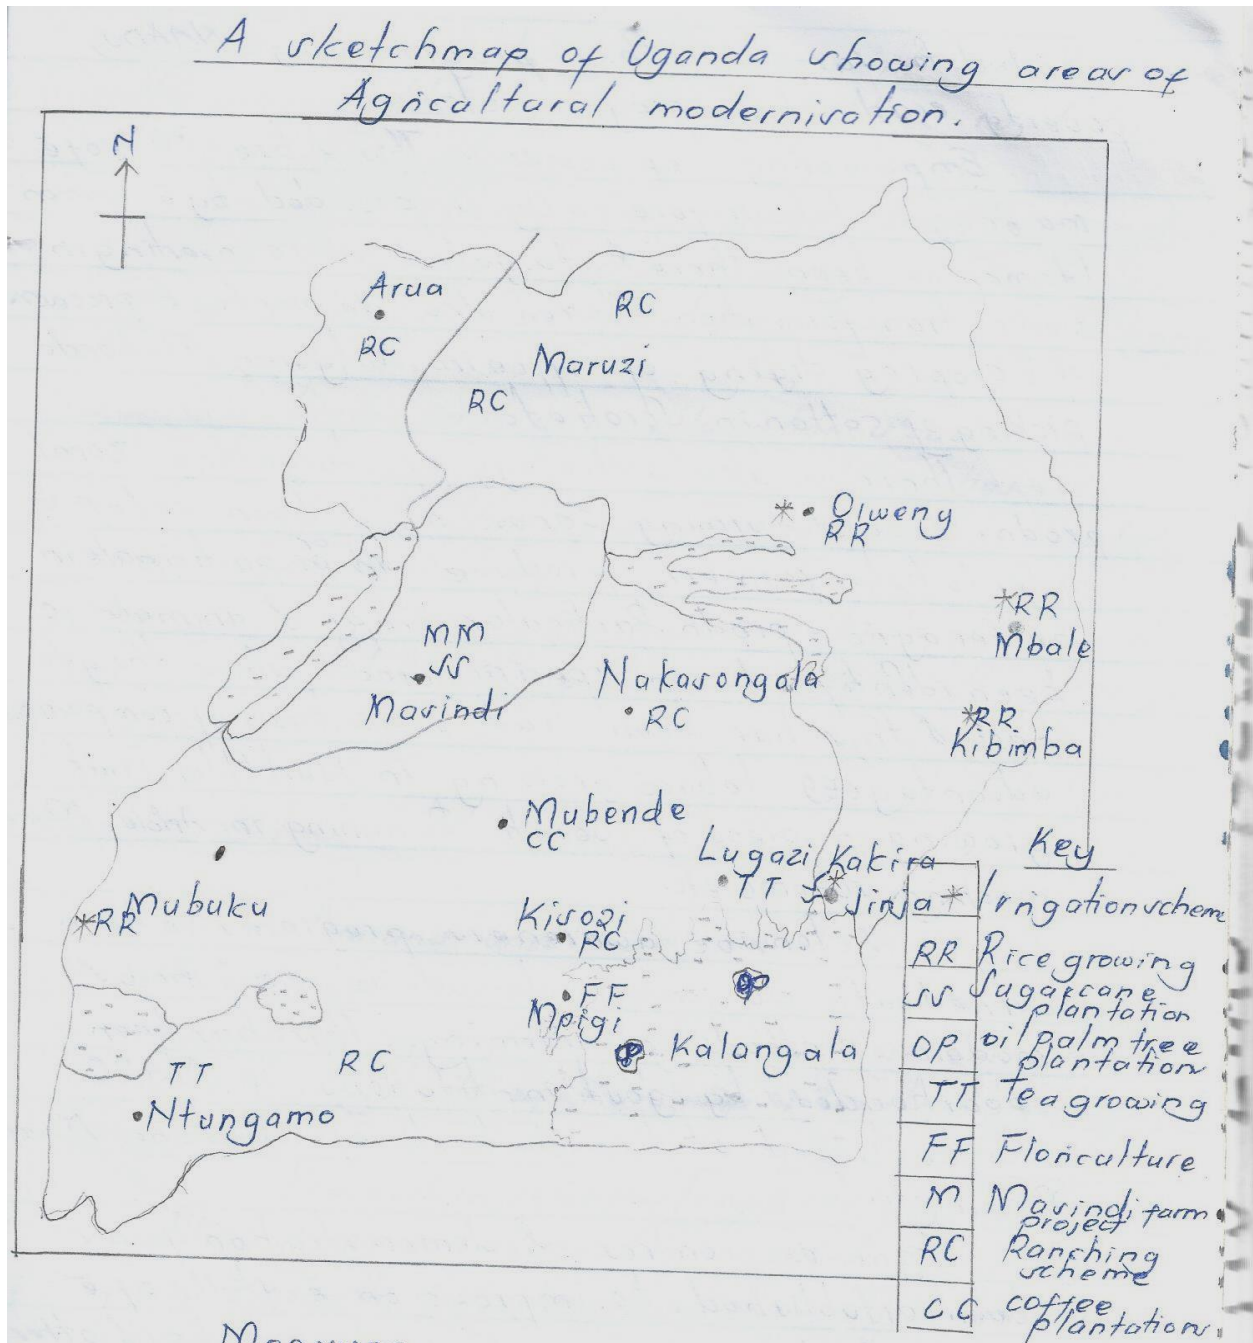 A sketchmap of Uganda showing areas of
Agricultural modernisation.
N
Arua
RC
RC
Maruzi
RC
Olweny
RR
RR
Mbale
MM
SS
Masindi
Nakasongola
RC
RR
Kibimba
Mubende
CC
Lugazi
Kakira
TT
S
Jinja
Mubuku
RR
Kisozi
RC
FF
Mpigi
OP
Kalangala
OP
TT
RC
Ntungamo
Key
Irrigation scheme
RR Rice growing
SS Sugarcane
plantation
OP oil palm tree
plantation
TT Tea growing
FF Floriculture
M Masindi farm
project
RC Ranching
scheme
CC coffee
plantations